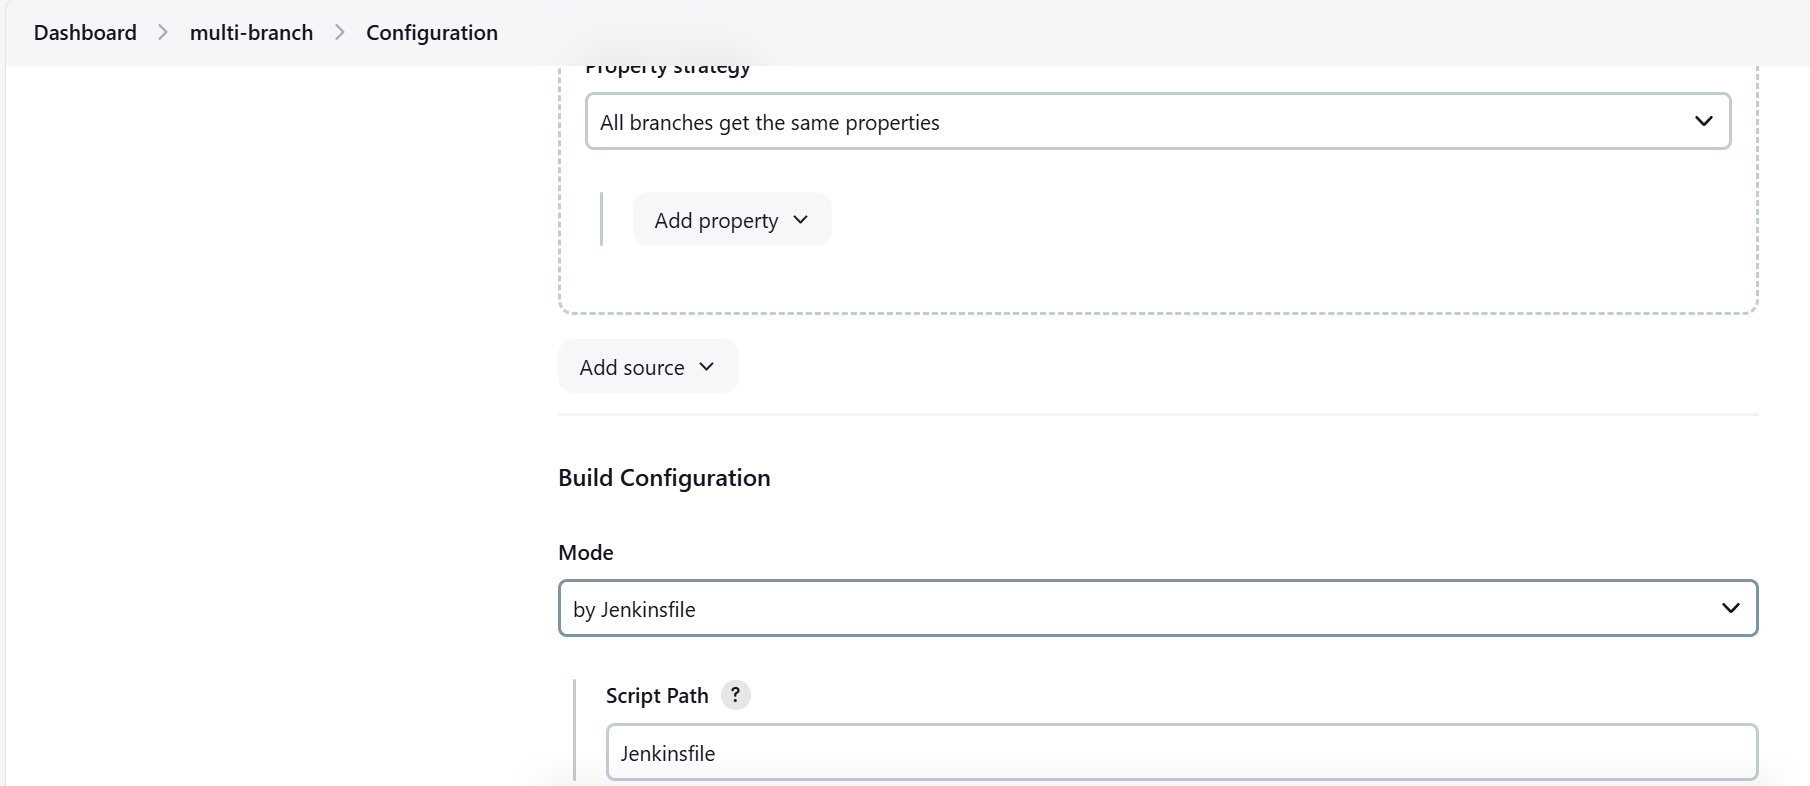 Dashboard > multi-branch > Configuration
Property strategy
All branches get the same properties
Add property
Add source
Build Configuration
Mode
by Jenkinsfile
Script Path ?
Jenkinsfile